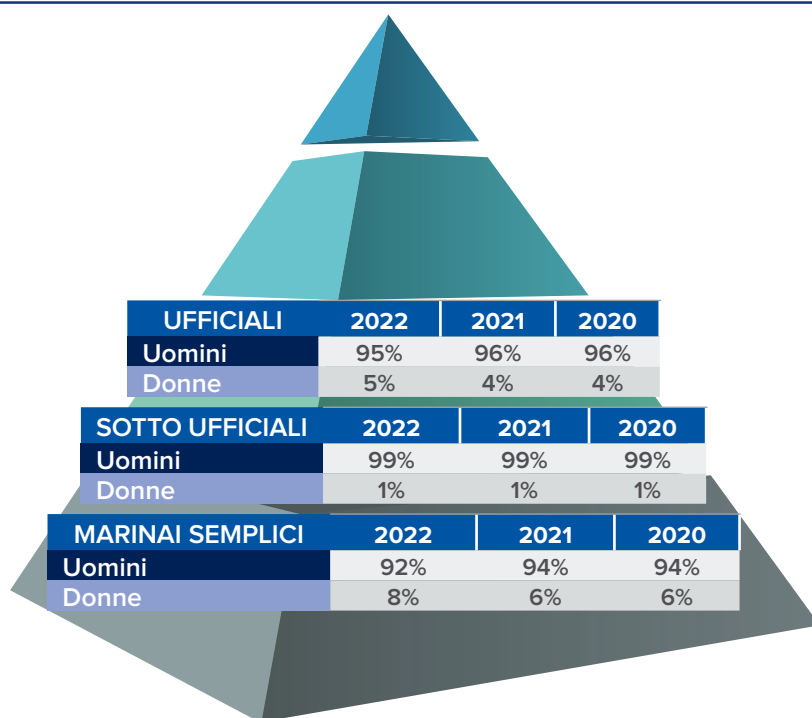 UFFICIALI 2022 2021 2020
Uomini 95% 96% 96%
Donne 5% 4% 4%
SOTTO UFFICIALI 2022 2021 2020
Uomini 99% 99% 99%
Donne 1% 1% 1%
MARINAI SEMPLICI 2022 2021 2020
Uomini 92% 94% 94%
Donne 8% 6% 6%